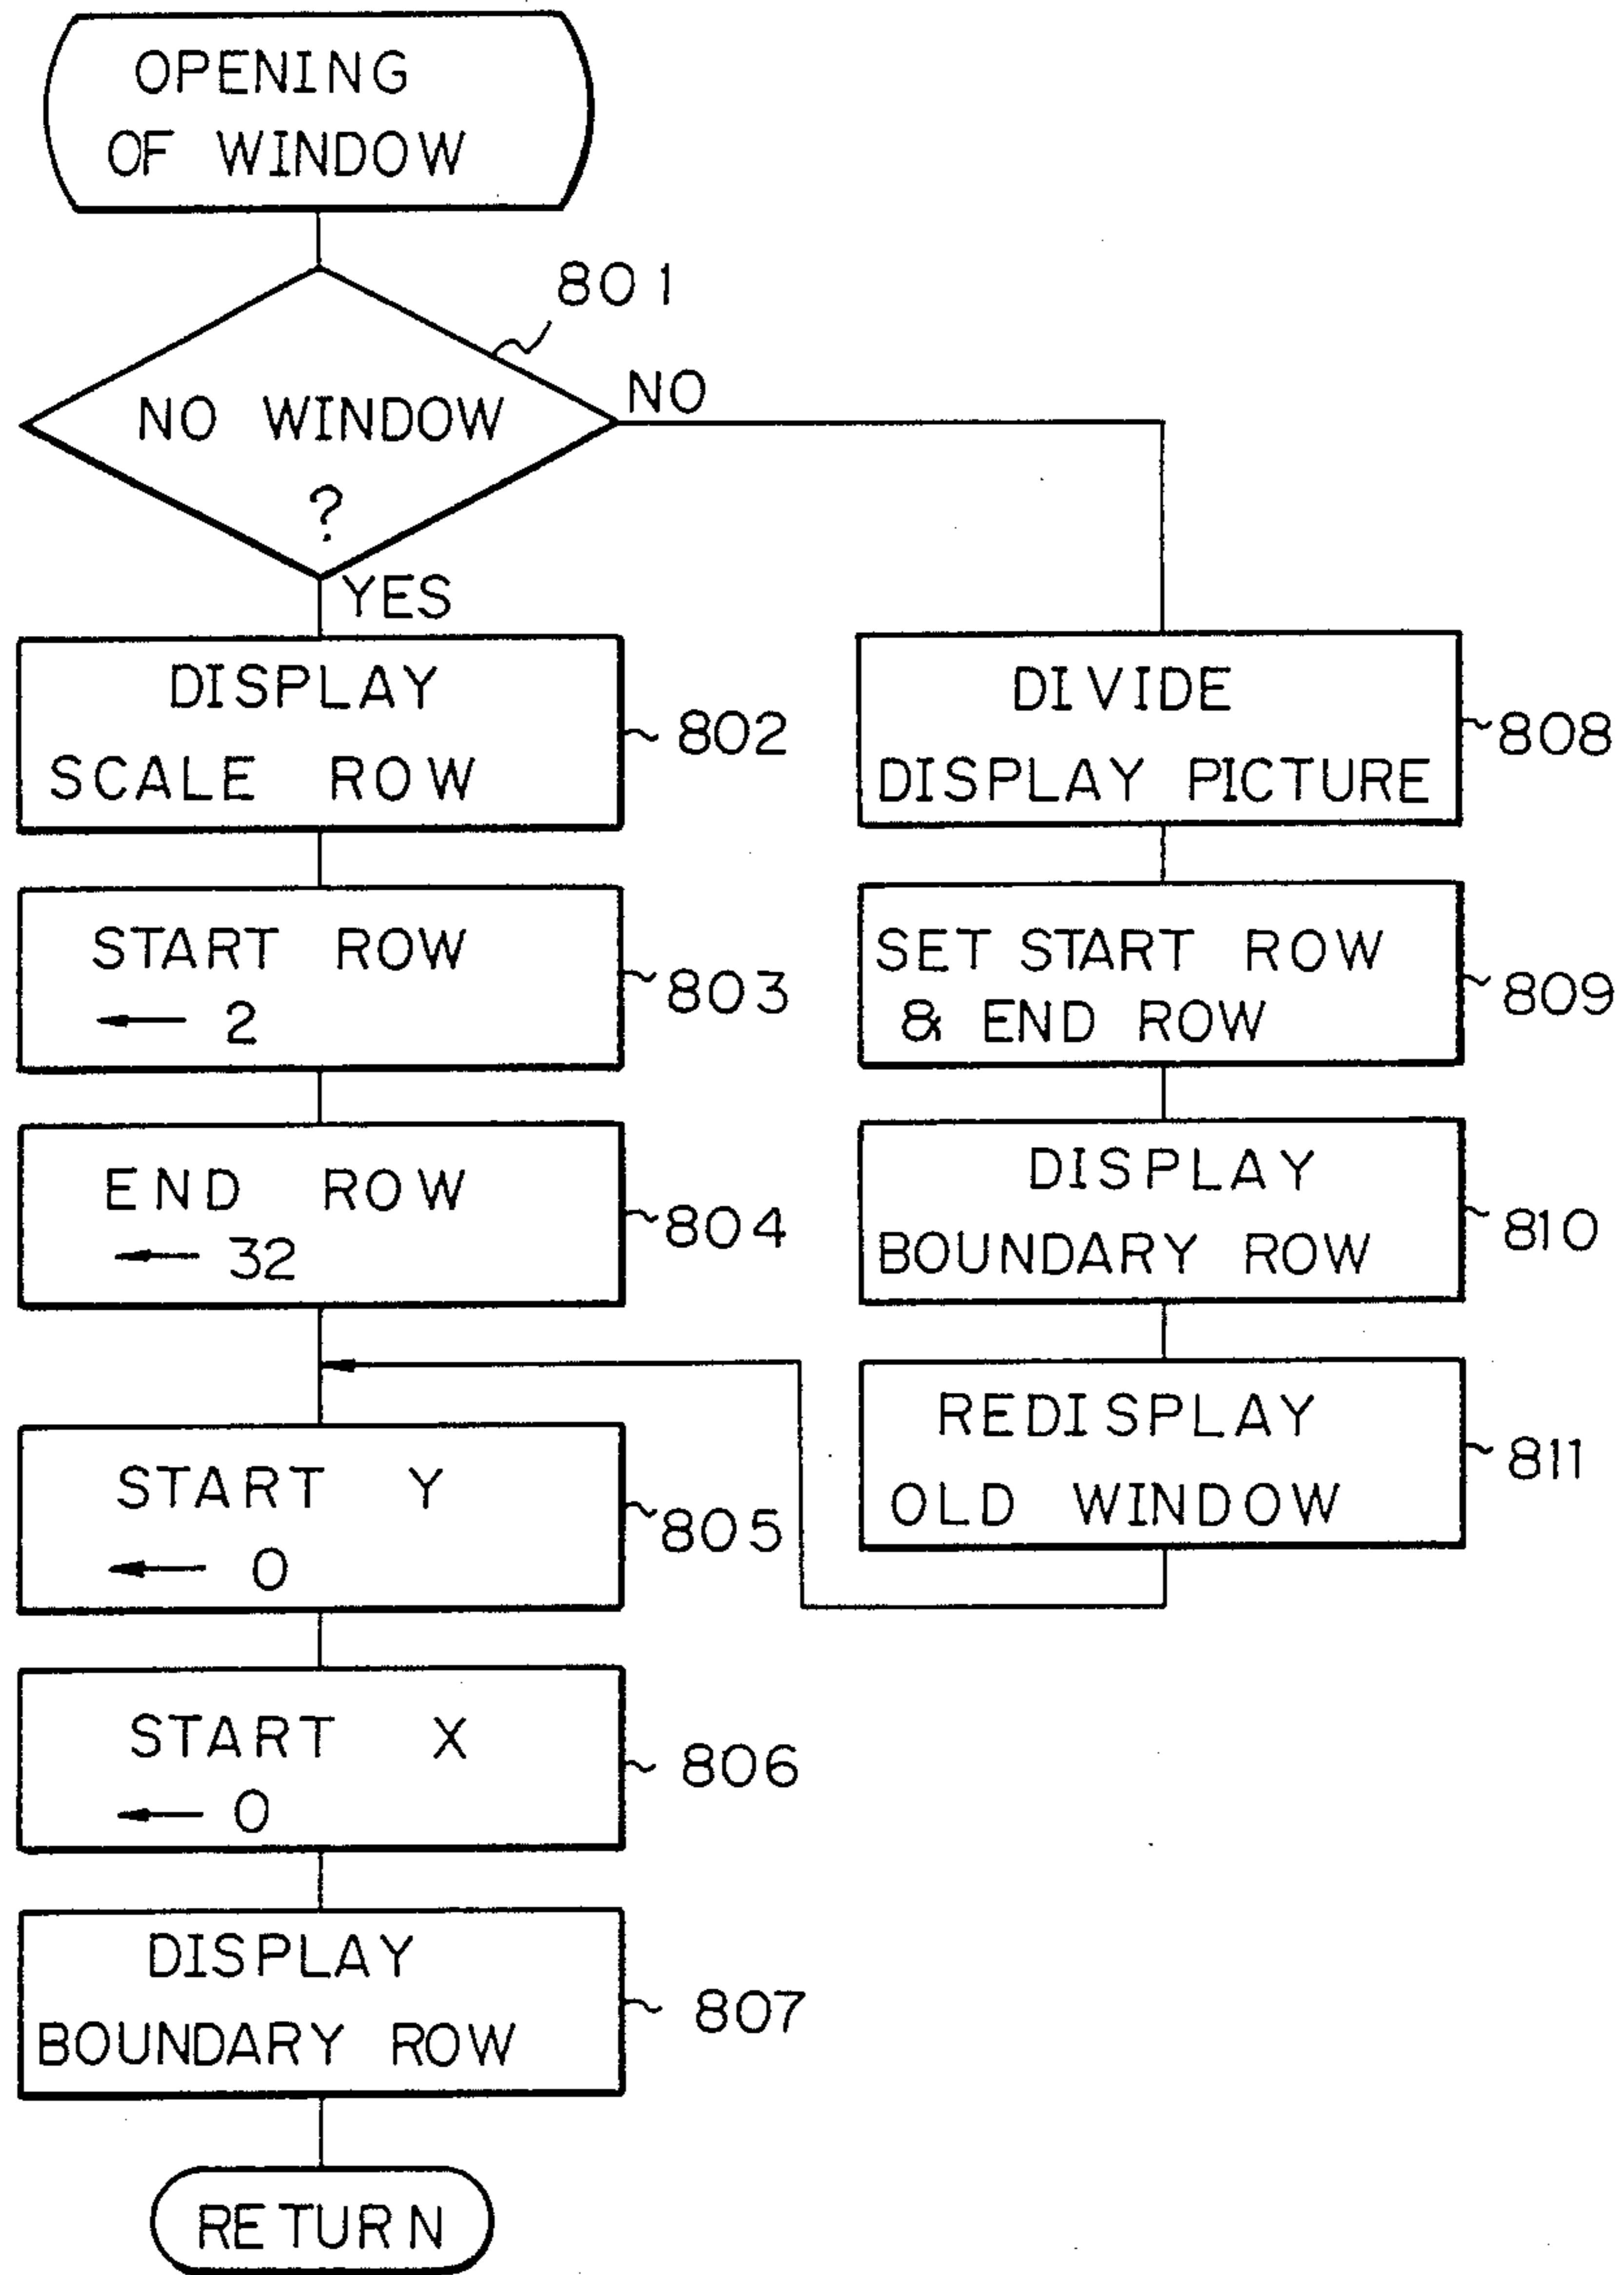 OPENING
OF WINDOW
801
NO WINDOW
?
NO
YES
DISPLAY
SCALE ROW
802
START ROW
← 2
803
END ROW
← 32
804
START Y
← 0
805
START X
← 0
806
DISPLAY
BOUNDARY ROW
807
RETURN
DIVIDE
DISPLAY PICTURE
808
SET START ROW
& END ROW
809
DISPLAY
BOUNDARY ROW
810
REDISPLAY
OLD WINDOW
811